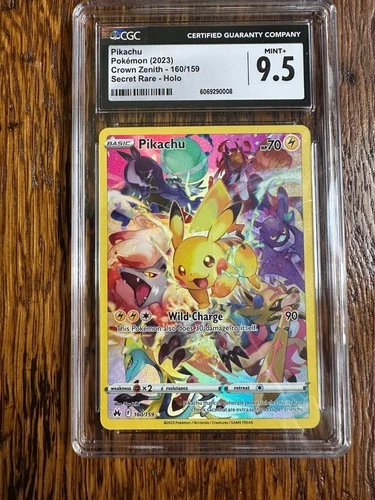 CGC CERTIFIED GUARANTY COMPANY
Pikachu
Pokémon (2023)
Crown Zenith - 160/159
Secret Rare - Holo
MINT+
9.5
6069290008
BASIC Pikachu HP70
Wild Charge 90
This Pokémon also does 30 damage to itself.
weakness ×2 resistance retreat
160/159
©2023 Pokémon / Nintendo / Creatures / GAME FREAK